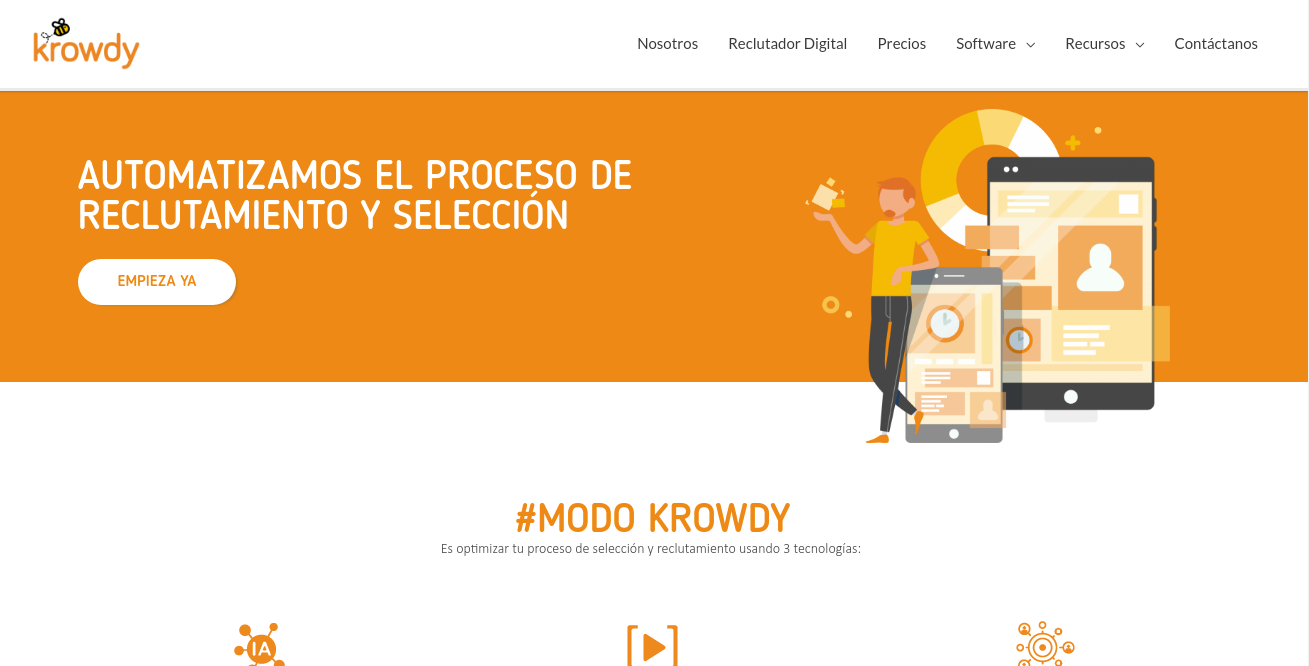 krowdy
Nosotros
Reclutador Digital
Precios
Software
Recursos
Contáctanos
AUTOMATIZAMOS EL PROCESO DE
RECLUTAMIENTO Y SELECCIÓN
EMPIEZA YA
#MODO KROWDY
Es optimizar tu proceso de selección y reclutamiento usando 3 tecnologías:
IA